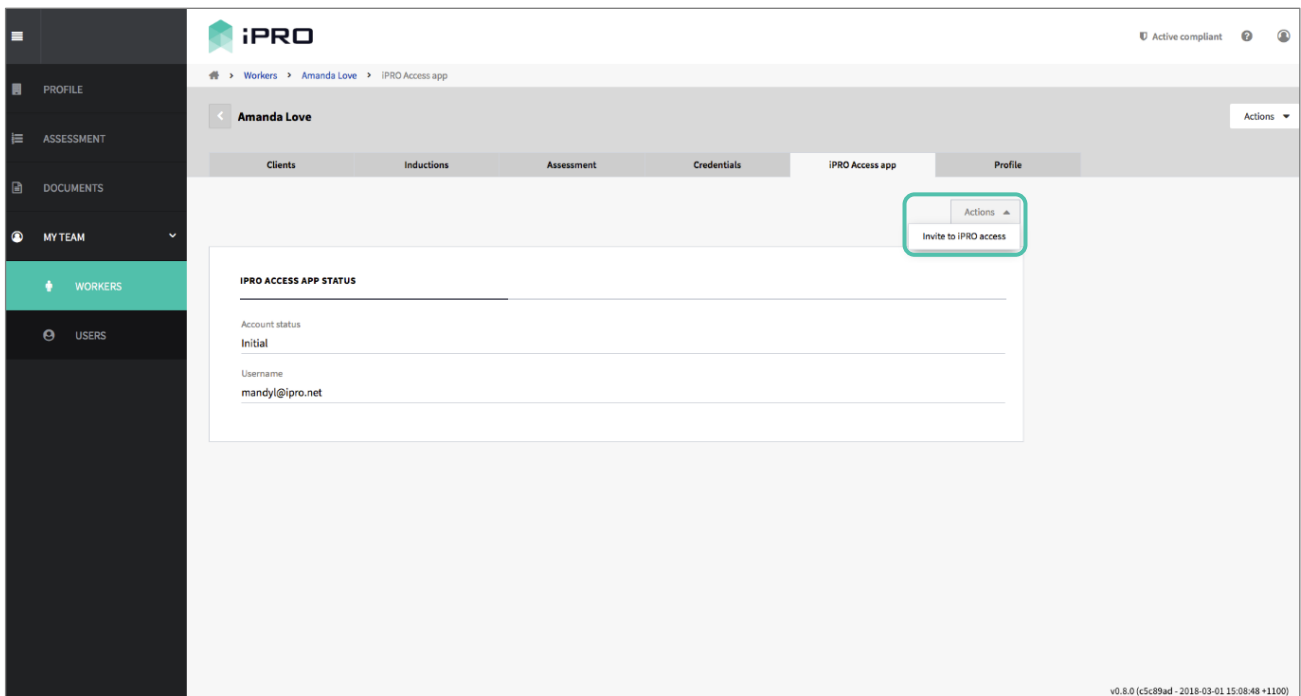 iPRO
Active compliant
PROFILE
ASSESSMENT
DOCUMENTS
MY TEAM
WORKERS
USERS
Workers > Amanda Love > iPRO Access app
Amanda Love
Actions
Clients Inductions Assessment Credentials iPRO Access app Profile
Actions
Invite to iPRO access
IPRO ACCESS APP STATUS
Account status
Initial
Username
mandyl@ipro.net
v0.8.0 (c5c89ad - 2018-03-01 15:08:48 +1100)